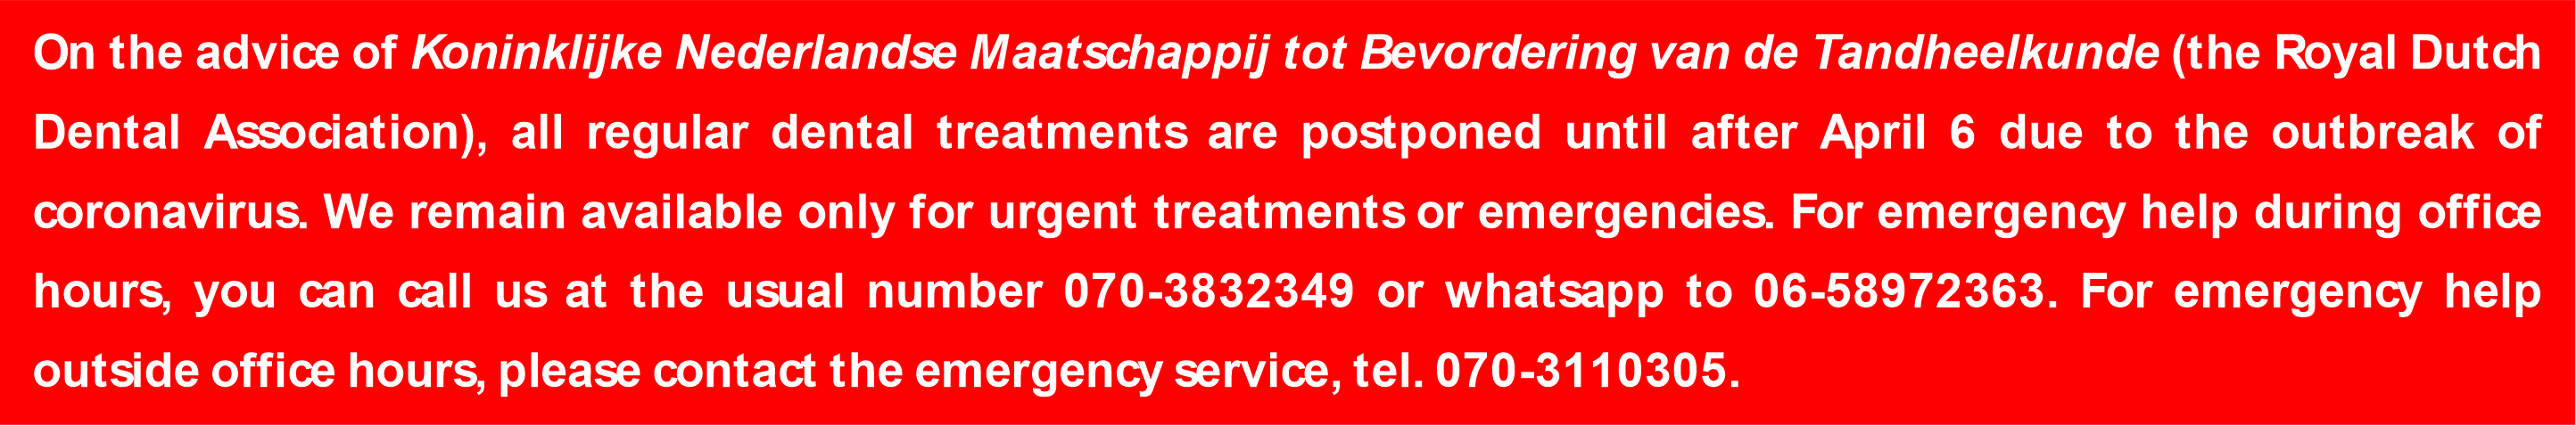 On the advice of Koninklijke Nederlandse Maatschappij tot Bevordering van de Tandheelkunde (the Royal Dutch
Dental Association), all regular dental treatments are postponed until after April 6 due to the outbreak of
coronavirus. We remain available only for urgent treatments or emergencies. For emergency help during office
hours, you can call us at the usual number 070-3832349 or whatsapp to 06-58972363. For emergency help
outside office hours, please contact the emergency service, tel. 070-3110305.